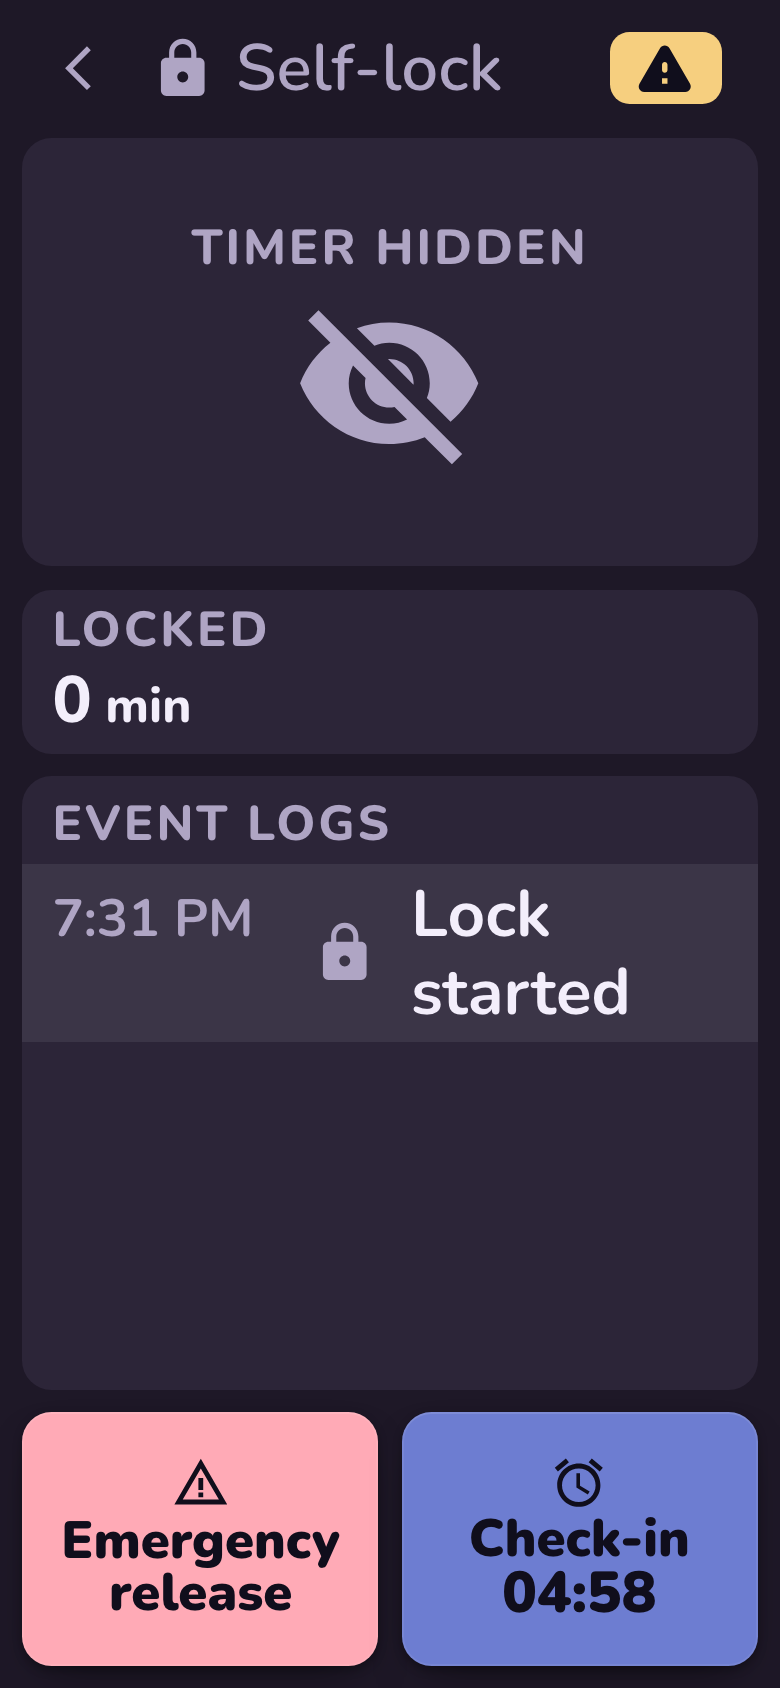 Self-lock
TIMER HIDDEN
LOCKED
0 min
EVENT LOGS
7:31 PM
Lock
started
Emergency
release
Check-in
04:58